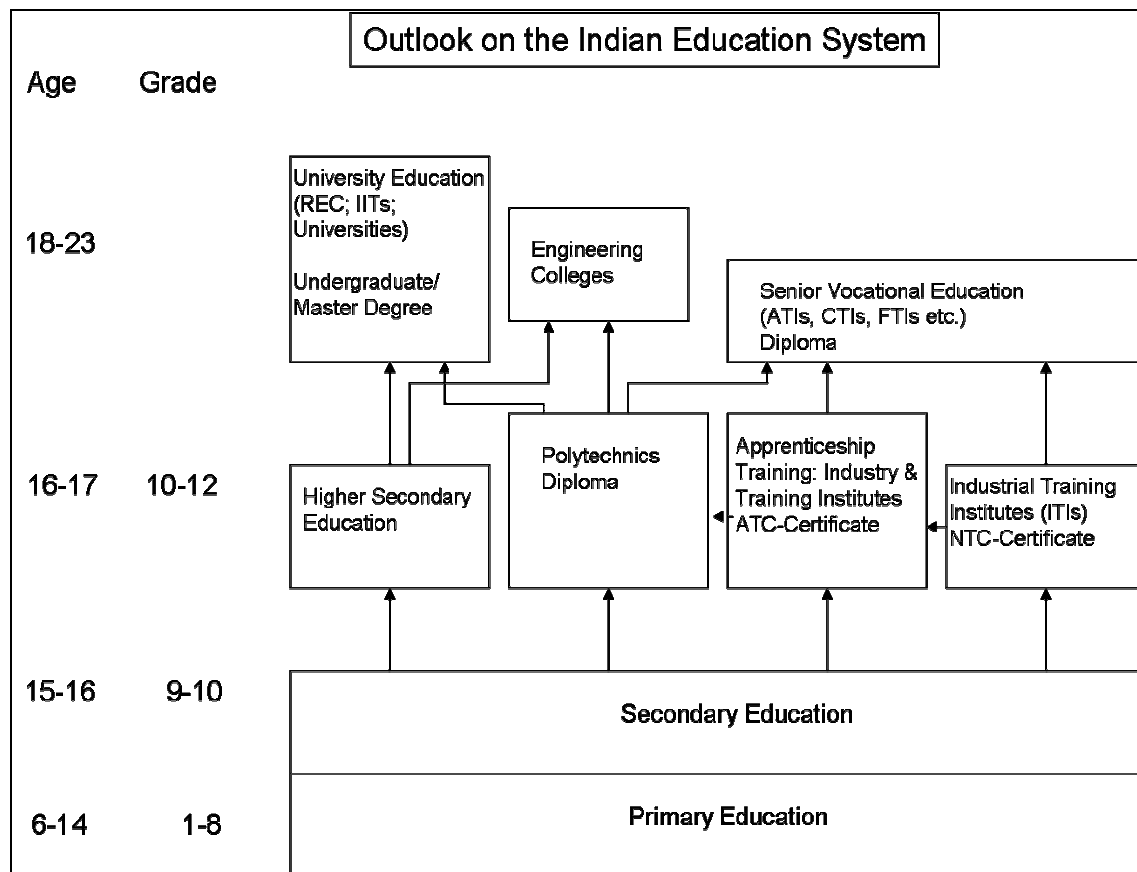 Outlook on the Indian Education System
Age Grade
University Education
(REC; IITs;
Universities)
Undergraduate/
Master Degree
18-23
Engineering
Colleges
Senior Vocational Education
(ATIs, CTIs, FTIs etc.)
Diploma
16-17 10-12
Higher Secondary
Education
Polytechnics
Diploma
Apprenticeship
Training: Industry &
Training Institutes
ATC-Certificate
Industrial Training
Institutes (ITIs)
NTC-Certificate
15-16 9-10
Secondary Education
6-14 1-8
Primary Education